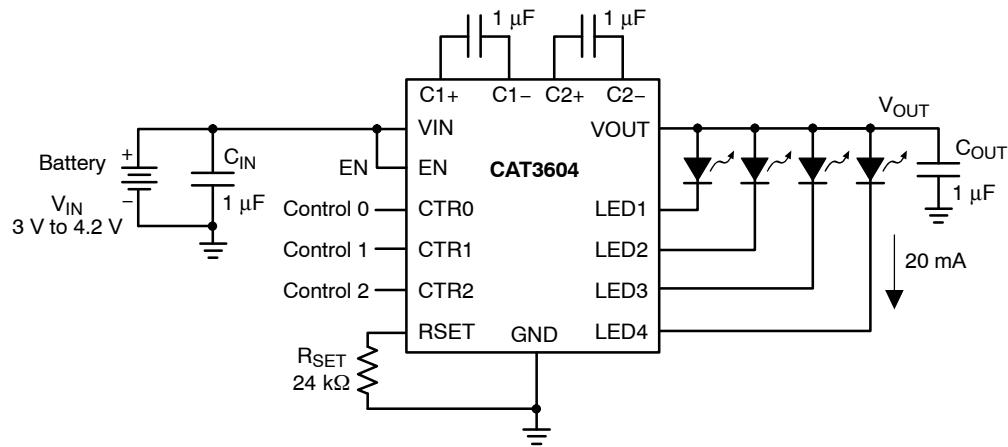 1 μF 1 μF
C1+ C1− C2+ C2−
VIN VOUT VOUT
Battery + CIN EN EN CAT3604 COUT
− 1 μF 1 μF
VIN
3 V to 4.2 V
Control 0 CTR0 LED1
Control 1 CTR1 LED2
20 mA
Control 2 CTR2 LED3
RSET GND LED4
RSET
24 kΩ